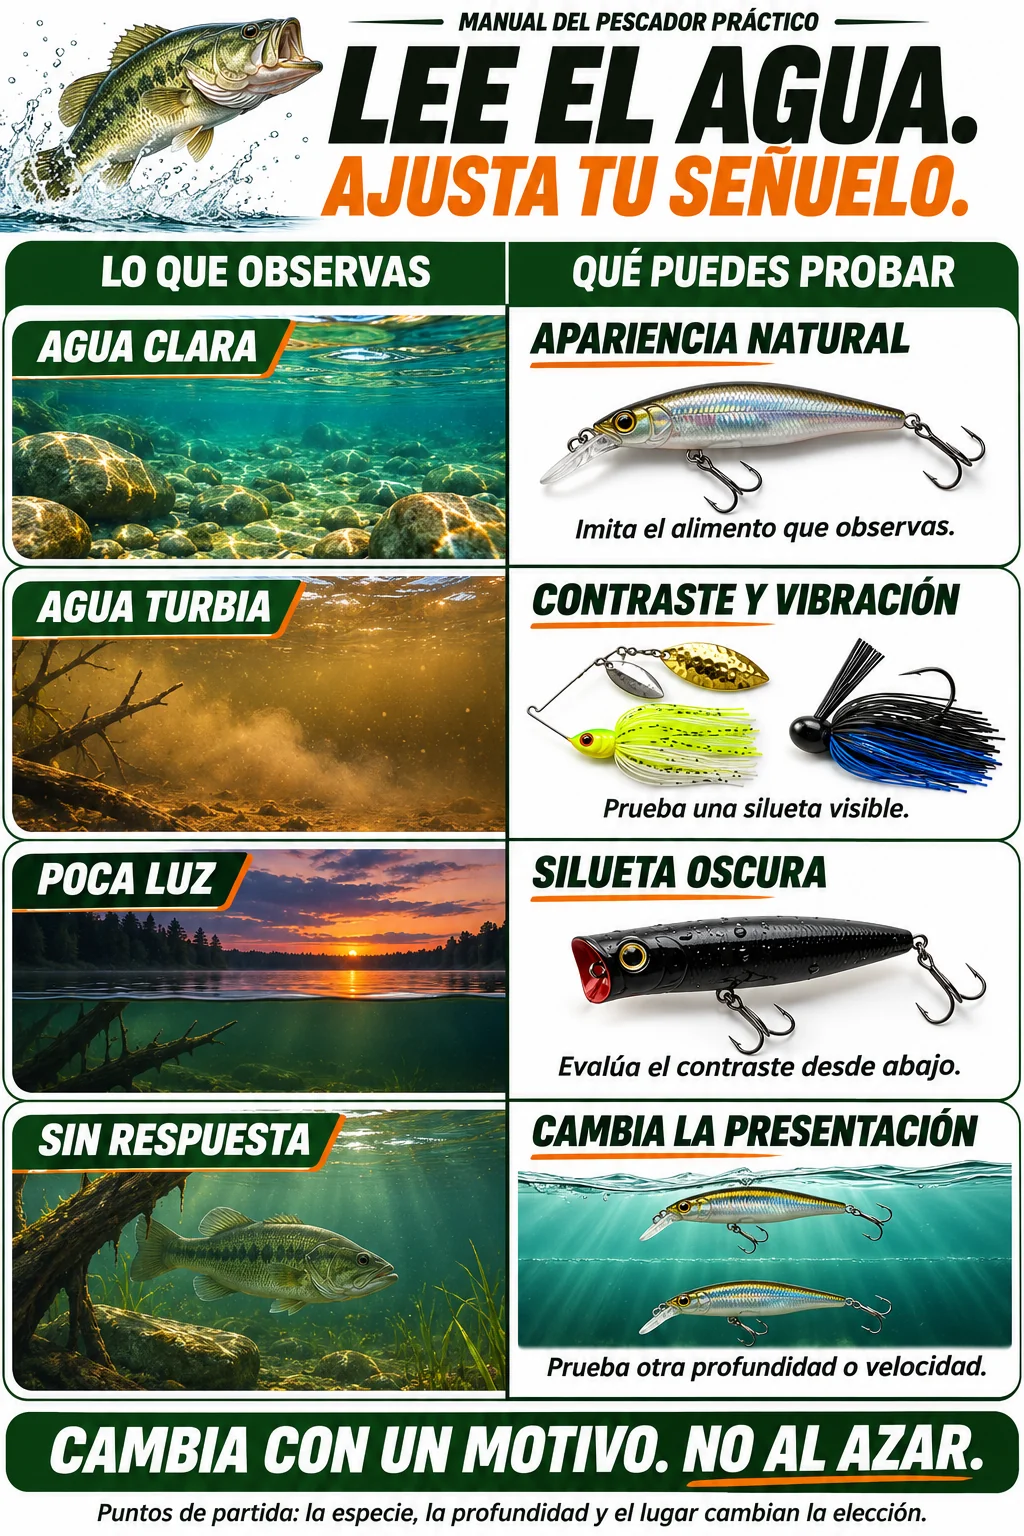 MANUAL DEL PESCADOR PRÁCTICO
LEE EL AGUA.
AJUSTA TU SEÑUELO.
LO QUE OBSERVAS
QUÉ PUEDES PROBAR
AGUA CLARA
APARIENCIA NATURAL
Imita el alimento que observas.
AGUA TURBIA
CONTRASTE Y VIBRACIÓN
Prueba una silueta visible.
POCA LUZ
SILUETA OSCURA
Evalúa el contraste desde abajo.
SIN RESPUESTA
CAMBIA LA PRESENTACIÓN
Prueba otra profundidad o velocidad.
CAMBIA CON UN MOTIVO. NO AL AZAR.
Puntos de partida: la especie, la profundidad y el lugar cambian la elección.